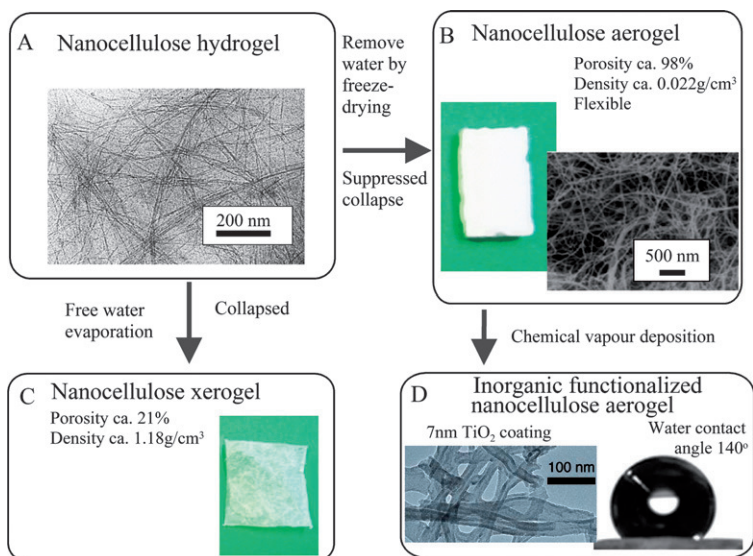 A
Nanocellulose hydrogel
200 nm
Remove
water by
freeze-
drying
Suppressed
collapse
B
Nanocellulose aerogel
Porosity ca. 98%
Density ca. 0.022g/cm³
Flexible
500 nm
Free water
evaporation
Collapsed
Chemical vapour deposition
C
Nanocellulose xerogel
Porosity ca. 21%
Density ca. 1.18g/cm³
D
Inorganic functionalized
nanocellulose aerogel
7nm TiO₂ coating
100 nm
Water contact
angle 140º